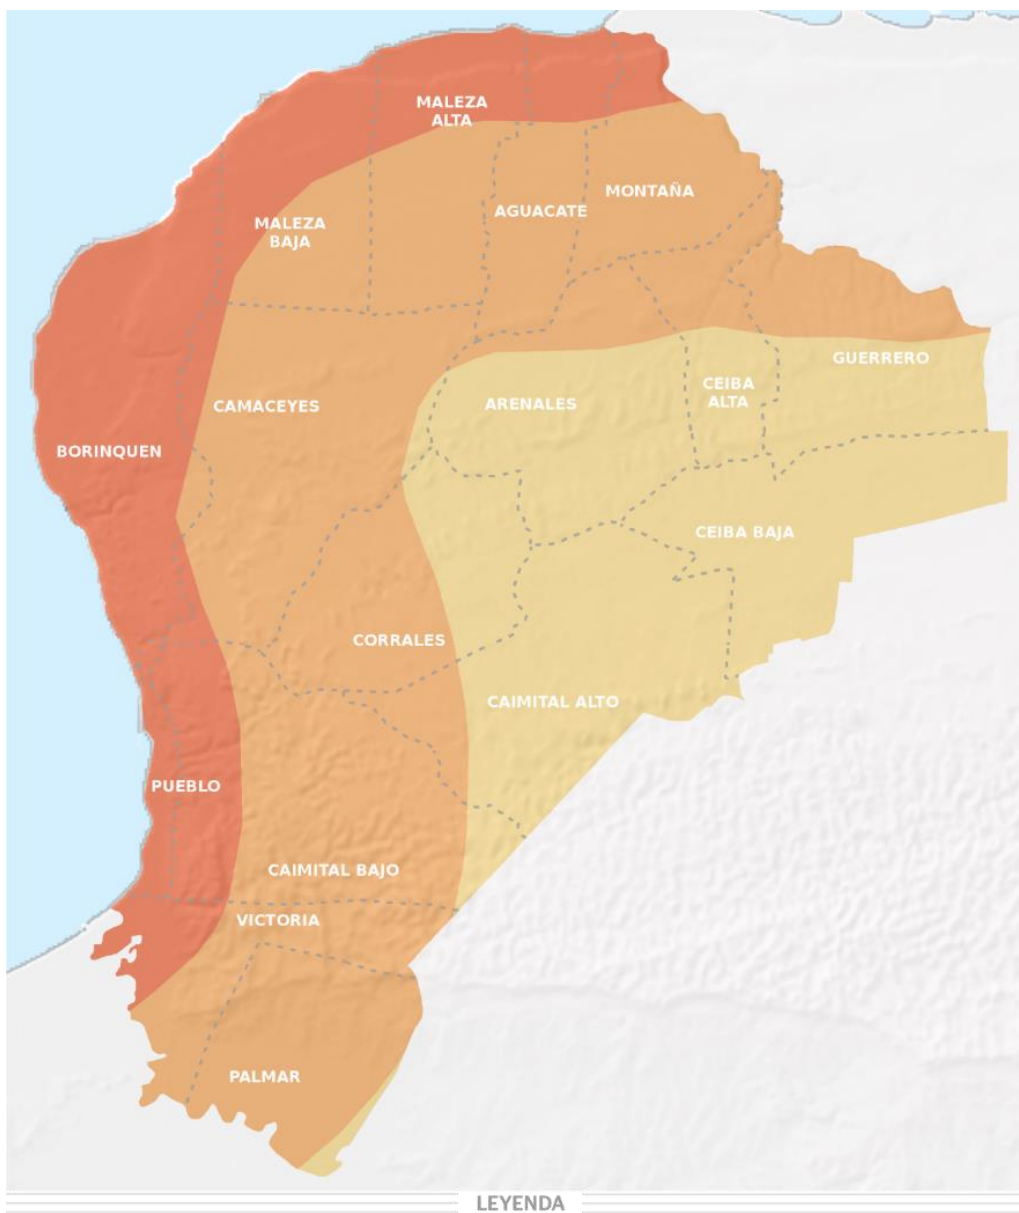 MALEZA
ALTA
MONTAÑA
AGUACATE
MALEZA
BAJA
GUERRERO
CEIBA
ALTA
ARENALES
CAMACEYES
BORINQUEN
CEIBA BAJA
CORRALES
CAIMITAL ALTO
PUEBLO
CAIMITAL BAJO
VICTORIA
PALMAR
LEYENDA